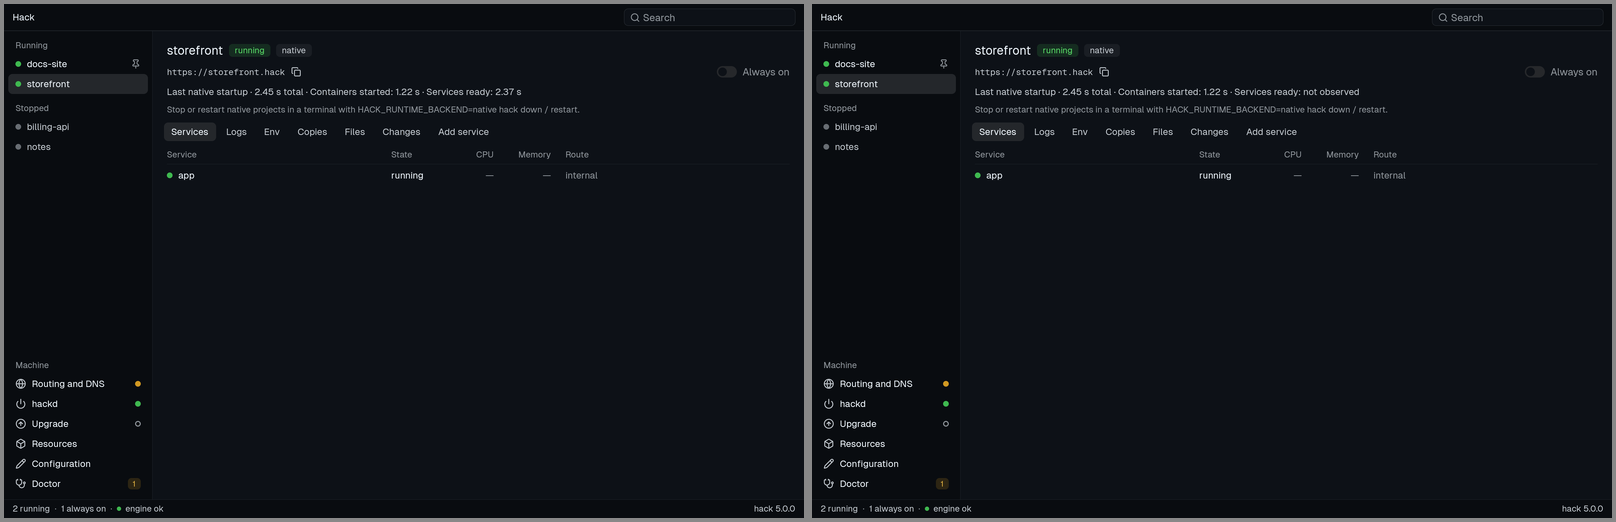 Hack
Search
Running
docs-site
storefront
Stopped
billing-api
notes
Machine
Routing and DNS
hackd
Upgrade
Resources
Configuration
Doctor 1
storefront running native
https://storefront.hack
Always on
Last native startup · 2.45 s total · Containers started: 1.22 s · Services ready: 2.37 s
Stop or restart native projects in a terminal with HACK_RUNTIME_BACKEND=native hack down / restart.
Services Logs Env Copies Files Changes Add service
Service State CPU Memory Route
app running — — internal
2 running · 1 always on · engine ok
hack 5.0.0
Hack
Search
Running
docs-site
storefront
Stopped
billing-api
notes
Machine
Routing and DNS
hackd
Upgrade
Resources
Configuration
Doctor 1
storefront running native
https://storefront.hack
Always on
Last native startup · 2.45 s total · Containers started: 1.22 s · Services ready: not observed
Stop or restart native projects in a terminal with HACK_RUNTIME_BACKEND=native hack down / restart.
Services Logs Env Copies Files Changes Add service
Service State CPU Memory Route
app running — — internal
2 running · 1 always on · engine ok
hack 5.0.0